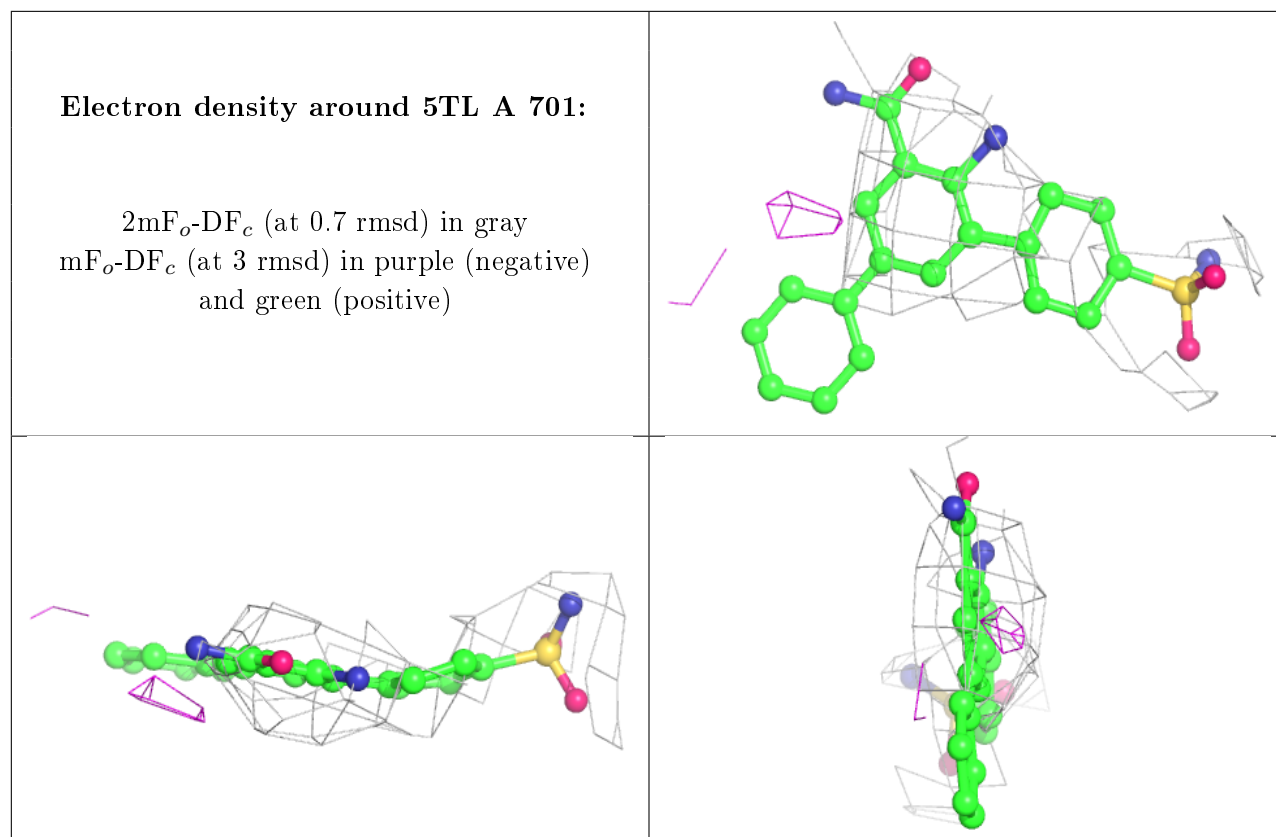 Electron density around 5TL A 701:
2mFₒ-DF𝒸 (at 0.7 rmsd) in gray
mFₒ-DF𝒸 (at 3 rmsd) in purple (negative)
and green (positive)